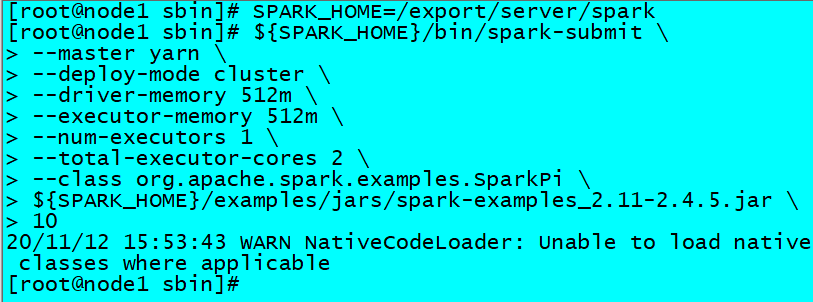 [root@node1 sbin]# SPARK_HOME=/export/server/spark
[root@node1 sbin]# ${SPARK_HOME}/bin/spark-submit \
> --master yarn \
> --deploy-mode cluster \
> --driver-memory 512m \
> --executor-memory 512m \
> --num-executors 1 \
> --total-executor-cores 2 \
> --class org.apache.spark.examples.SparkPi \
> ${SPARK_HOME}/examples/jars/spark-examples_2.11-2.4.5.jar \
> 10
20/11/12 15:53:43 WARN NativeCodeLoader: Unable to load native
 classes where applicable
[root@node1 sbin]#